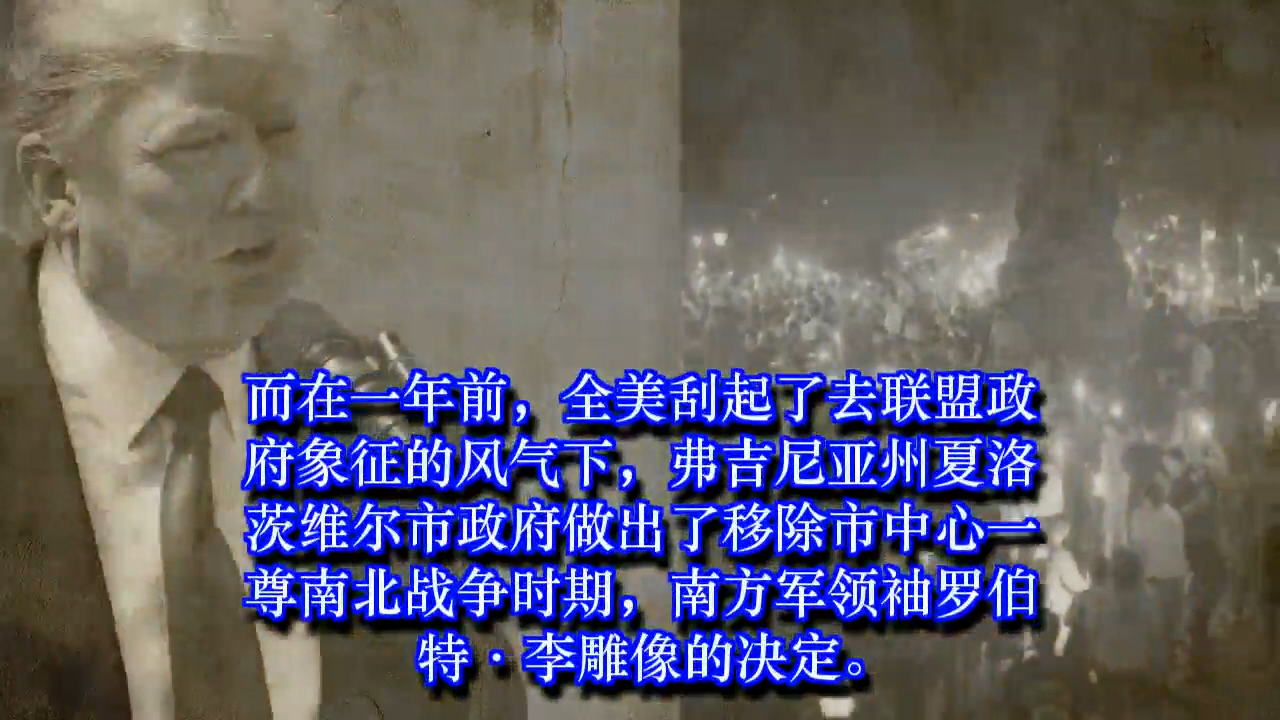 而在一年前，全美刮起了去联盟政
府象征的风气下，弗吉尼亚州夏洛
茨维尔市政府做出了移除市中心一
尊南北战争时期，南方军领袖罗伯
特·李雕像的决定。